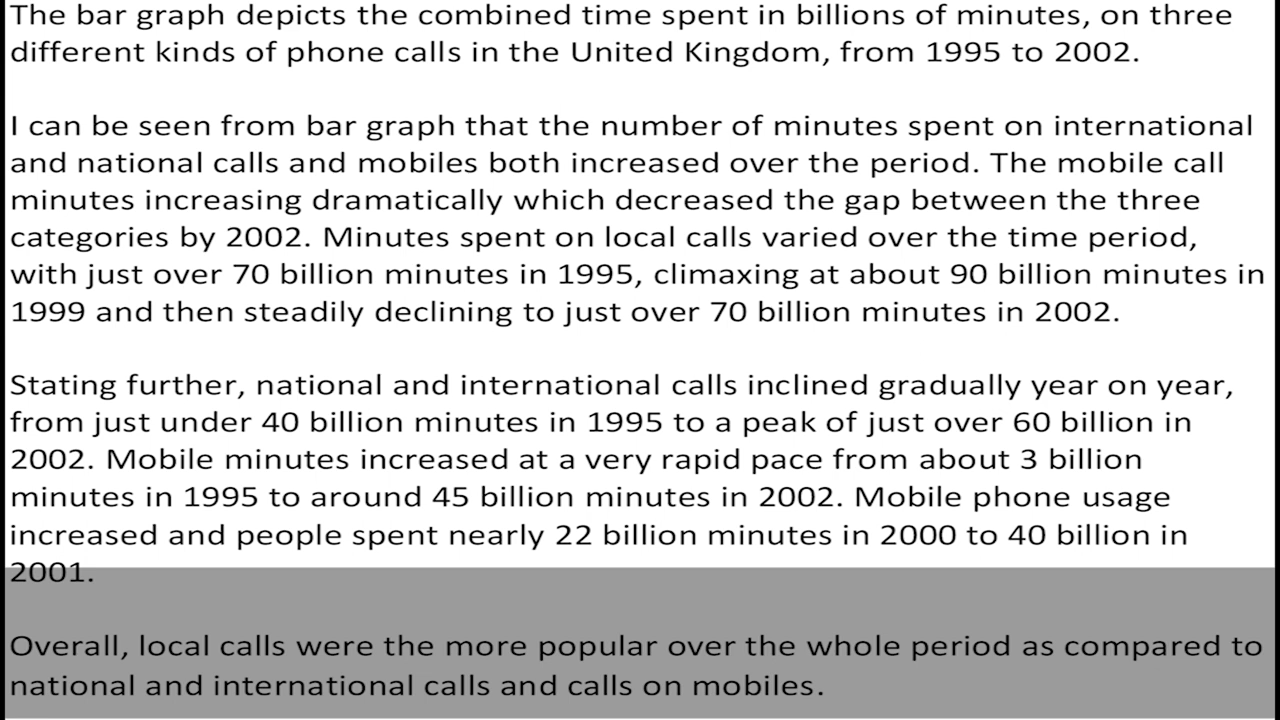 The bar graph depicts the combined time spent in billions of minutes, on three
different kinds of phone calls in the United Kingdom, from 1995 to 2002.
I can be seen from bar graph that the number of minutes spent on international
and national calls and mobiles both increased over the period. The mobile call
minutes increasing dramatically which decreased the gap between the three
categories by 2002. Minutes spent on local calls varied over the time period,
with just over 70 billion minutes in 1995, climaxing at about 90 billion minutes in
1999 and then steadily declining to just over 70 billion minutes in 2002.
Stating further, national and international calls inclined gradually year on year,
from just under 40 billion minutes in 1995 to a peak of just over 60 billion in
2002. Mobile minutes increased at a very rapid pace from about 3 billion
minutes in 1995 to around 45 billion minutes in 2002. Mobile phone usage
increased and people spent nearly 22 billion minutes in 2000 to 40 billion in
2001.
Overall, local calls were the more popular over the whole period as compared to
national and international calls and calls on mobiles.